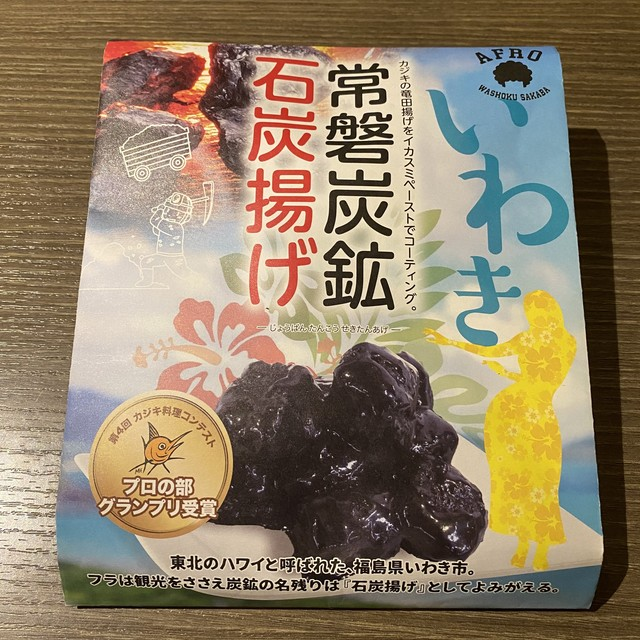 AFRO
WASHOKU SAKABA
いわき
カジキの竜田揚げをイカスミペーストでコーティング。
常磐炭鉱
石炭揚げ
じょうばんたんこう せきたんあげ
第4回 カジキ料理コンテスト
プロの部
グランプリ受賞
東北のハワイと呼ばれた、福島県いわき市。
フラは観光をささえ炭鉱の名残りは『石炭揚げ』としてよみがえる。